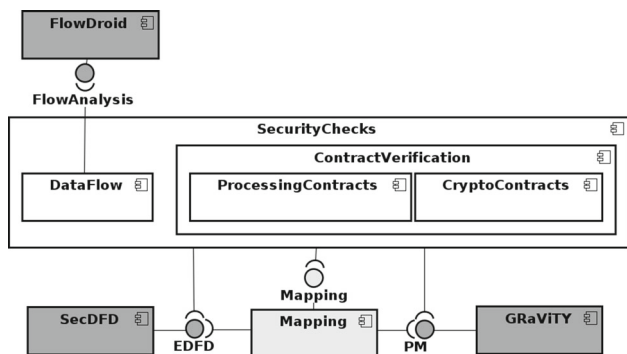 FlowDroid
FlowAnalysis
SecurityChecks
ContractVerification
DataFlow
ProcessingContracts
CryptoContracts
Mapping
SecDFD
EDFD
Mapping
PM
GRaViTY